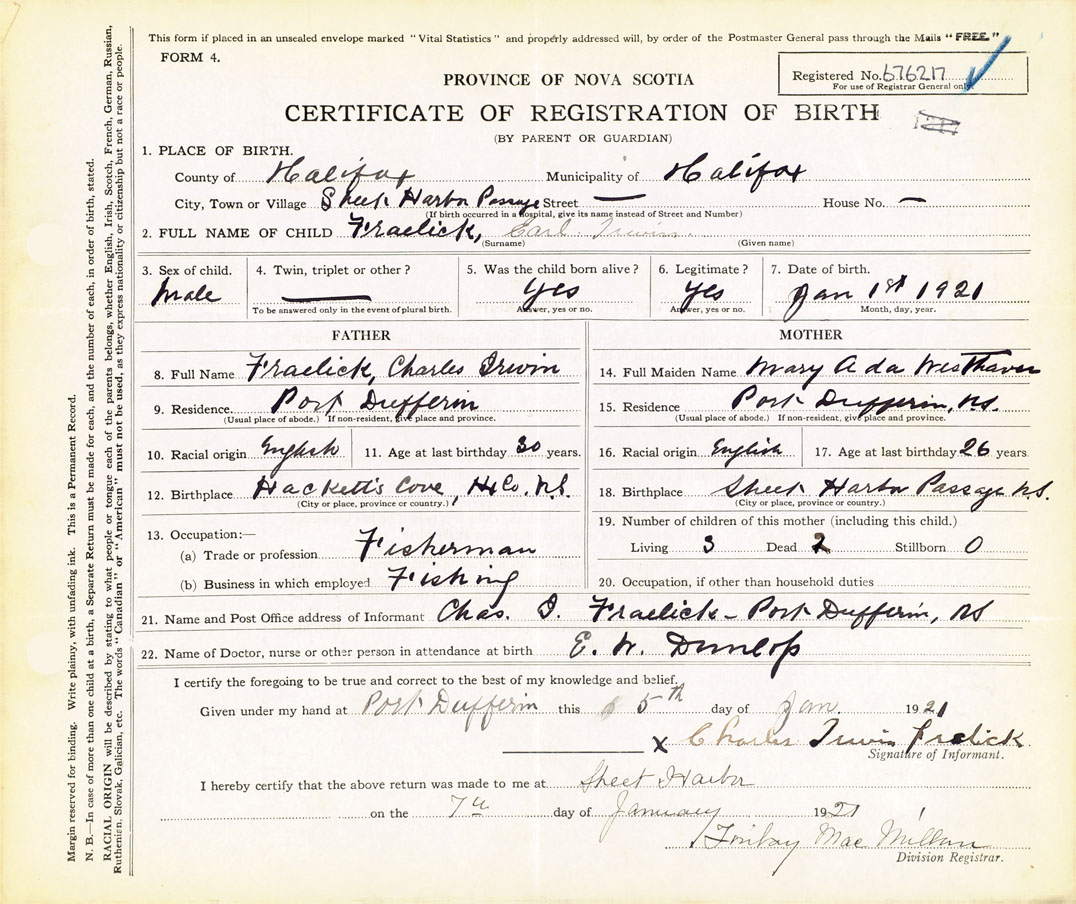 This form if placed in an unsealed envelope marked "Vital Statistics" and properly addressed will, by order of the Postmaster General pass through the Mails "FREE."
FORM 4.
Registered No. 676217
For use of Registrar General only
PROVINCE OF NOVA SCOTIA
CERTIFICATE OF REGISTRATION OF BIRTH
(BY PARENT OR GUARDIAN)
1. PLACE OF BIRTH.
County of Halifax Municipality of Halifax
City, Town or Village Sheet Harbor Passage Street — House No. —
(If birth occurred in a hospital, give its name instead of Street and Number)
2. FULL NAME OF CHILD Fraelick, Earl Irwin.
(Surname) (Given name)
3. Sex of child. 4. Twin, triplet or other? 5. Was the child born alive? 6. Legitimate? 7. Date of birth.
Male — Yes Yes Jan 1st 1921
To be answered only in the event of plural birth. Answer, yes or no. Answer, yes or no. Month, day, year.
FATHER
8. Full Name Fraelick, Charles Irwin
9. Residence. Port Dufferin
(Usual place of abode.) If non-resident, give place and province.
10. Racial origin English 11. Age at last birthday 30 years.
12. Birthplace Hackett's Cove, Hx Co. N.S.
(City or place, province or country.)
13. Occupation:—
(a) Trade or profession Fisherman
(b) Business in which employed Fishing
MOTHER
14. Full Maiden Name Mary Ada Westhaver
15. Residence Port Dufferin, N.S.
(Usual place of abode.) If non-resident, give place and province.
16. Racial origin English 17. Age at last birthday 26 years
18. Birthplace Sheet Harbor Passage N.S.
(City or place, province or country.)
19. Number of children of this mother (including this child.)
Living 3 Dead 2 Stillborn 0
20. Occupation, if other than household duties
21. Name and Post Office address of Informant Chas. I. Fraelick - Port Dufferin, NS
22. Name of Doctor, nurse or other person in attendance at birth E. W. Dunlop
I certify the foregoing to be true and correct to the best of my knowledge and belief.
Given under my hand at Port Dufferin this 5th day of Jan. 1921
X Charles Irwin Frelick
Signature of Informant.
I hereby certify that the above return was made to me at Sheet Harbor
on the 7th day of January 1921
Finlay MacMillan
Division Registrar.
Margin reserved for binding. Write plainly, with unfading ink. This is a Permanent Record.
N. B.—In case of more than one child at a birth, a Separate Return must be made for each, and the number of each, in order of birth, stated.
RACIAL ORIGIN will be described by stating to what people or tongue each of the parents belongs, whether English, Irish, Scotch, French, German, Russian,
Ruthenian, Slovak, Galician, etc. The words "Canadian" or "American" must not be used, as they express nationality or citizenship but not a race or people.